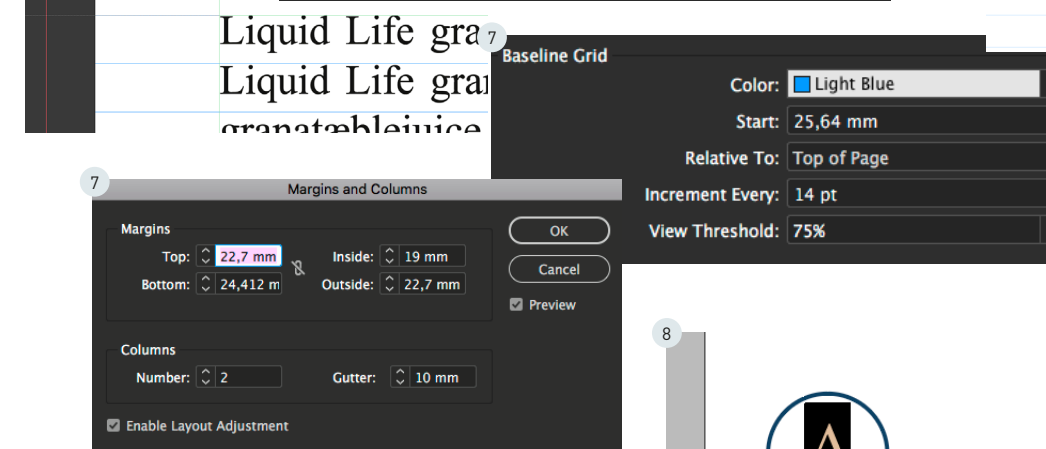 Liquid Life gra
7
Liquid Life gra
granatæblejuice
Baseline Grid
Color: Light Blue
Start: 25,64 mm
Relative To: Top of Page
Increment Every: 14 pt
View Threshold: 75%
7
Margins and Columns
Margins
Top: 22,7 mm Inside: 19 mm
Bottom: 24,412 m Outside: 22,7 mm
OK
Cancel
Preview
Columns
Number: 2 Gutter: 10 mm
Enable Layout Adjustment
8
A